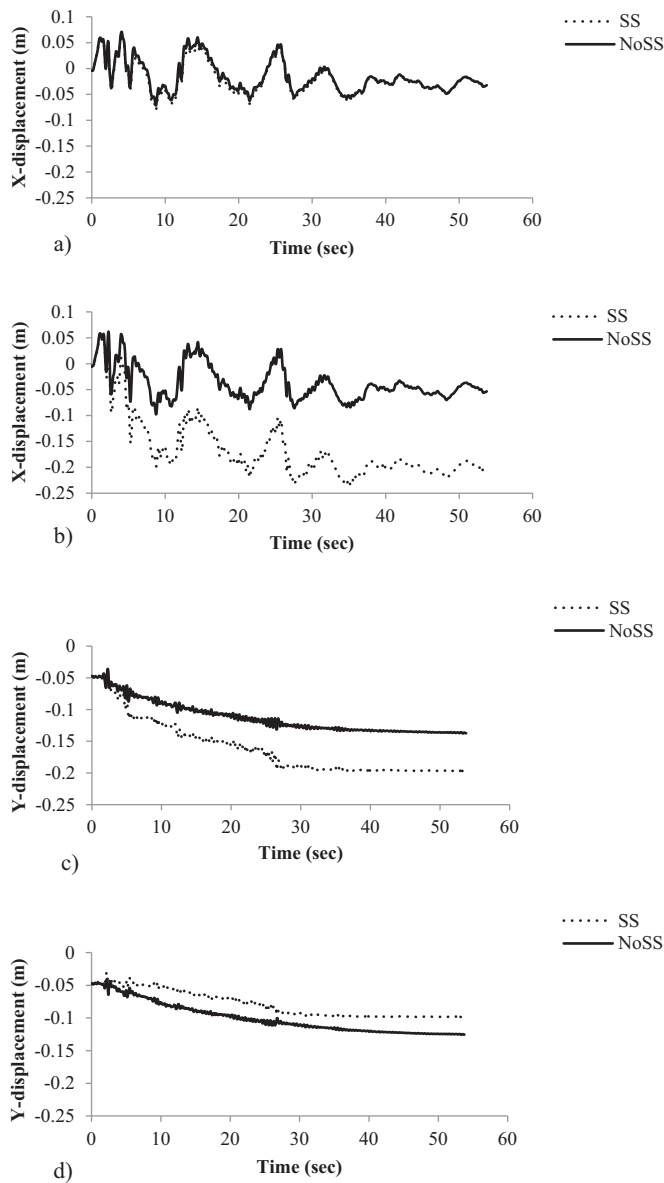 SS
NoSS
0.1
0.05
0
-0.05
-0.1
-0.15
-0.2
-0.25
X-displacement (m)
0 10 20 30 40 50 60
Time (sec)
a)
SS
NoSS
0.1
0.05
0
-0.05
-0.1
-0.15
-0.2
-0.25
X-displacement (m)
0 10 20 30 40 50 60
Time (sec)
b)
SS
NoSS
0
-0.05
-0.1
-0.15
-0.2
-0.25
Y-displacement (m)
0 10 20 30 40 50 60
Time (sec)
c)
SS
NoSS
0
-0.05
-0.1
-0.15
-0.2
-0.25
Y-displacement (m)
0 10 20 30 40 50 60
Time (sec)
d)